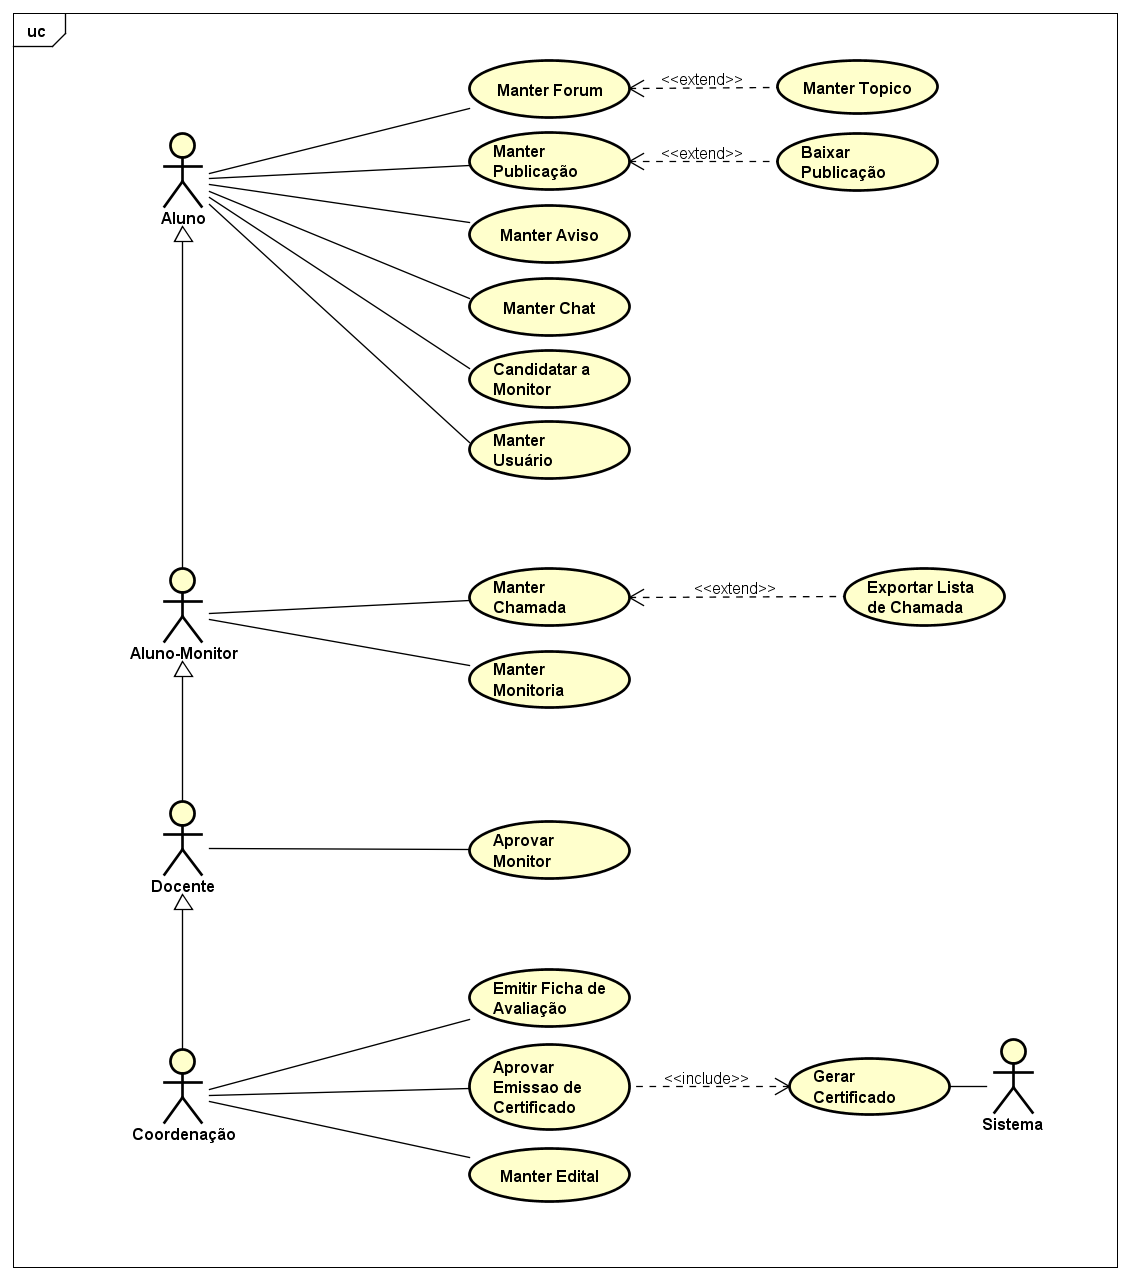 uc
Manter Forum
<<extend>>
Manter Topico
Manter
Publicação
<<extend>>
Baixar
Publicação
Aluno
Manter Aviso
Manter Chat
Candidatar a
Monitor
Manter
Usuário
Manter
Chamada
<<extend>>
Exportar Lista
de Chamada
Aluno-Monitor
Manter
Monitoria
Aprovar
Monitor
Docente
Emitir Ficha de
Avaliação
Aprovar
Emissao de
Certificado
<<include>>
Gerar
Certificado
Sistema
Coordenação
Manter Edital